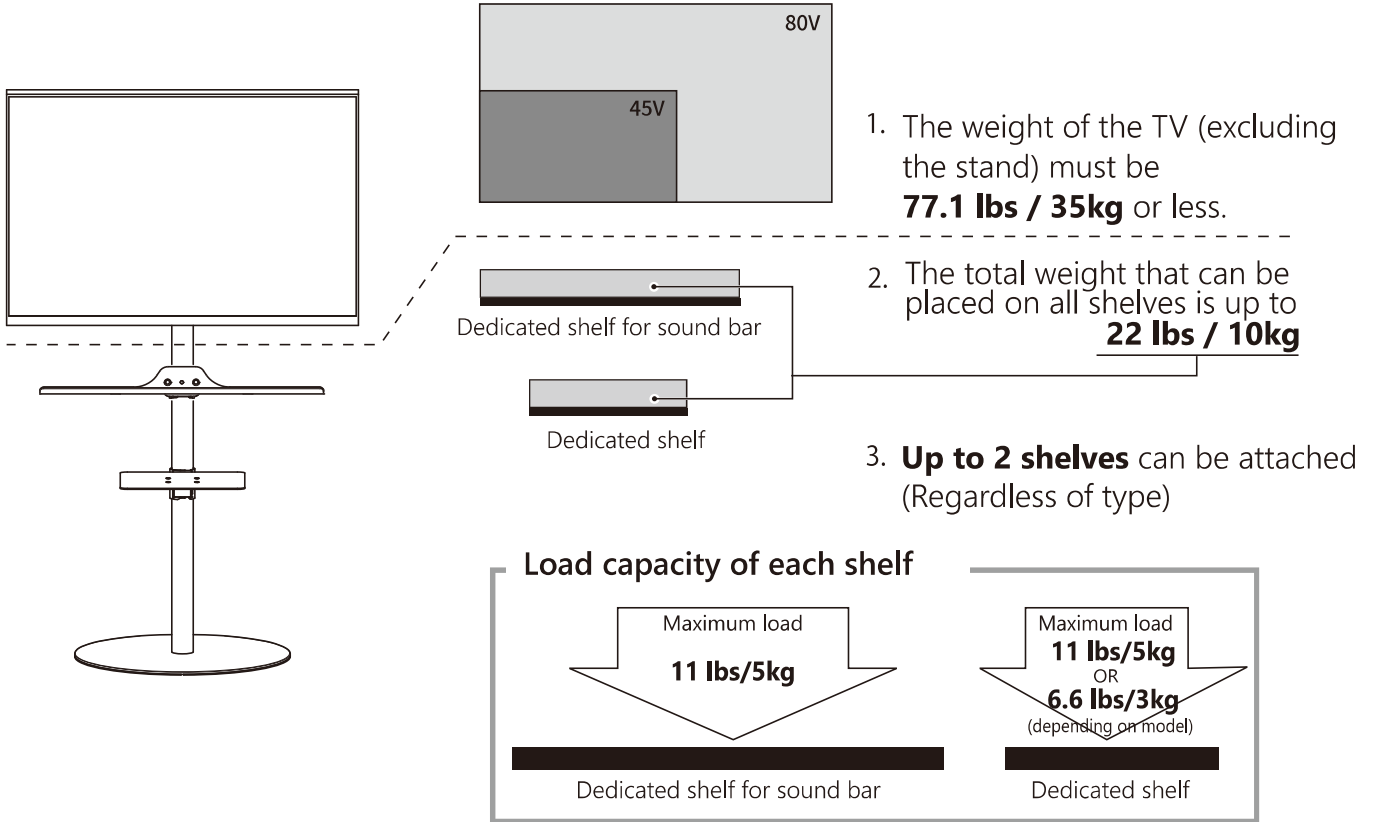 80V
45V
1. The weight of the TV (excluding
the stand) must be
77.1 lbs / 35kg or less.
2. The total weight that can be
placed on all shelves is up to
22 lbs / 10kg
Dedicated shelf for sound bar
Dedicated shelf
3. Up to 2 shelves can be attached
(Regardless of type)
Load capacity of each shelf
Maximum load
11 lbs/5kg
Dedicated shelf for sound bar
Maximum load
11 lbs/5kg
OR
6.6 lbs/3kg
(depending on model)
Dedicated shelf